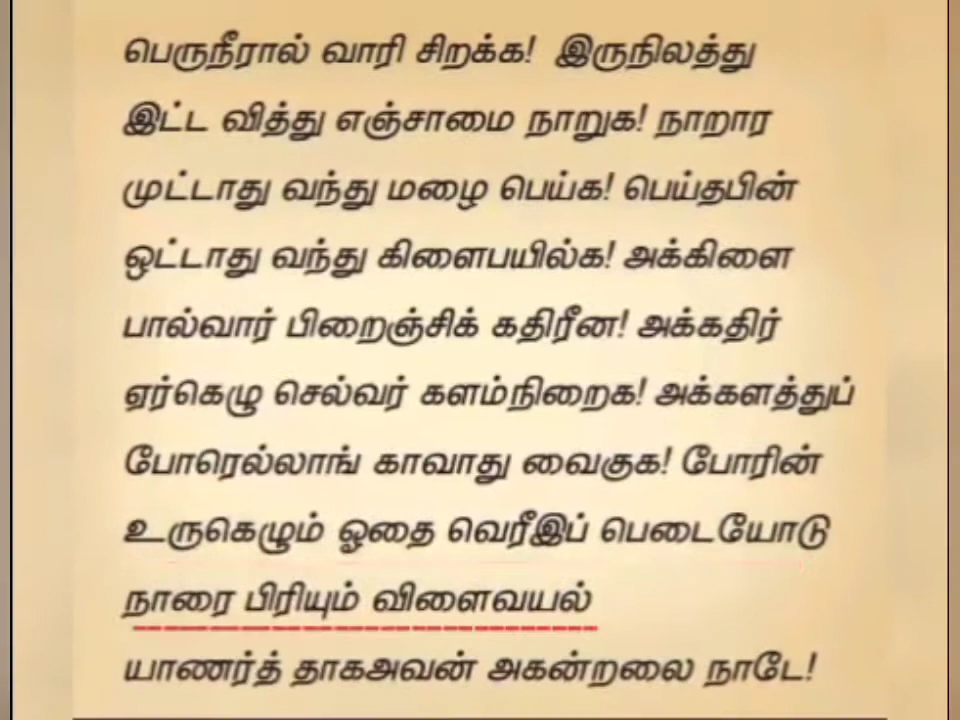 பெருநீரால் வாரி சிறக்க! இருநிலத்து
இட்ட வித்து எஞ்சாமை நாறுக! நாறார
முட்டாது வந்து மழை பெய்க! பெய்தபின்
ஒட்டாது வந்து கிளைபயில்க! அக்கிளை
பால்வார் பிறைஞ்சிக் கதிரீன! அக்கதிர்
ஏர்கெழு செல்வர் களம்நிறைக! அக்களத்துப்
போரெல்லாங் காவாது வைகுக! போரின்
உருகெழும் ஓதை வெரீஇப் பெடையோடு
நாரை பிரியும் விளைவயல்
யாணர்த் தாகஅவன் அகன்றலை நாடே!